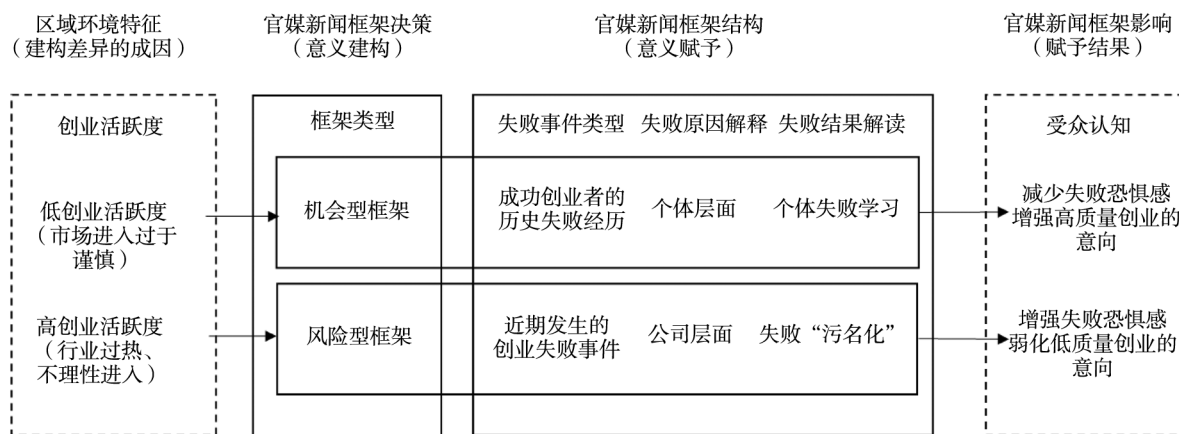 区域环境特征
（建构差异的成因）
官媒新闻框架决策
（意义建构）
官媒新闻框架结构
（意义赋予）
官媒新闻框架影响
（赋予结果）
创业活跃度
框架类型
失败事件类型 失败原因解释 失败结果解读
受众认知
低创业活跃度
（市场进入过于
谨慎）
机会型框架
成功创业者的
历史失败经历
个体层面
个体失败学习
减少失败恐惧感
增强高质量创业的
意向
高创业活跃度
（行业过热、
不理性进入）
风险型框架
近期发生的
创业失败事件
公司层面
失败“污名化”
增强失败恐惧感
弱化低质量创业的
意向